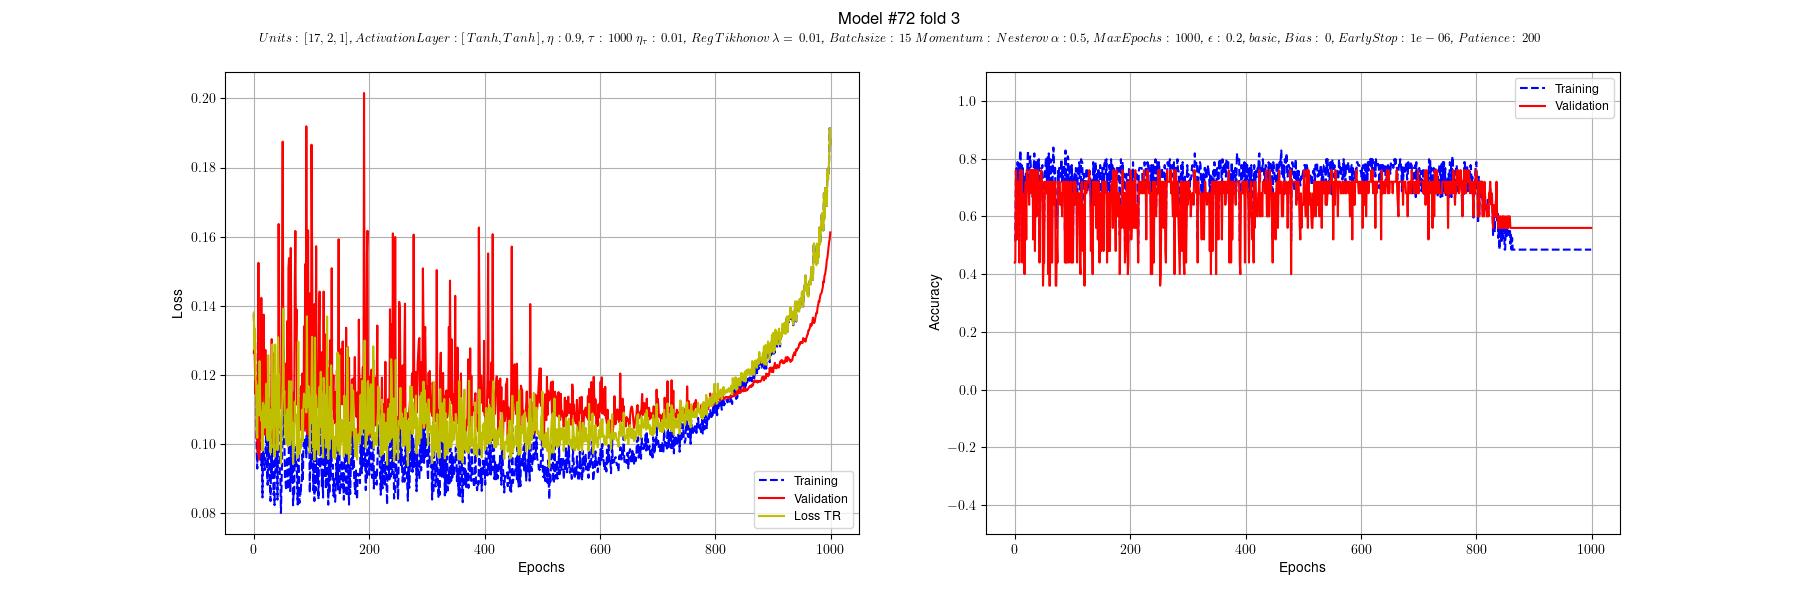 Model #72 fold 3
Units : [17, 2, 1], ActivationLayer : [Tanh, Tanh], η : 0.9, τ : 1000 ητ : 0.01, RegTikhonov λ = 0.01, Batchsize : 15 Momentum : Nesterov α : 0.5, MaxEpochs : 1000, ϵ : 0.2, basic, Bias : 0, EarlyStop : 1e − 06, Patience : 200
0.20
0.18
0.16
0.14
0.12
0.10
0.08
Loss
0 200 400 600 800 1000
Epochs
Training
Validation
Loss TR
1.0
0.8
0.6
0.4
0.2
0.0
−0.2
−0.4
Accuracy
0 200 400 600 800 1000
Epochs
Training
Validation